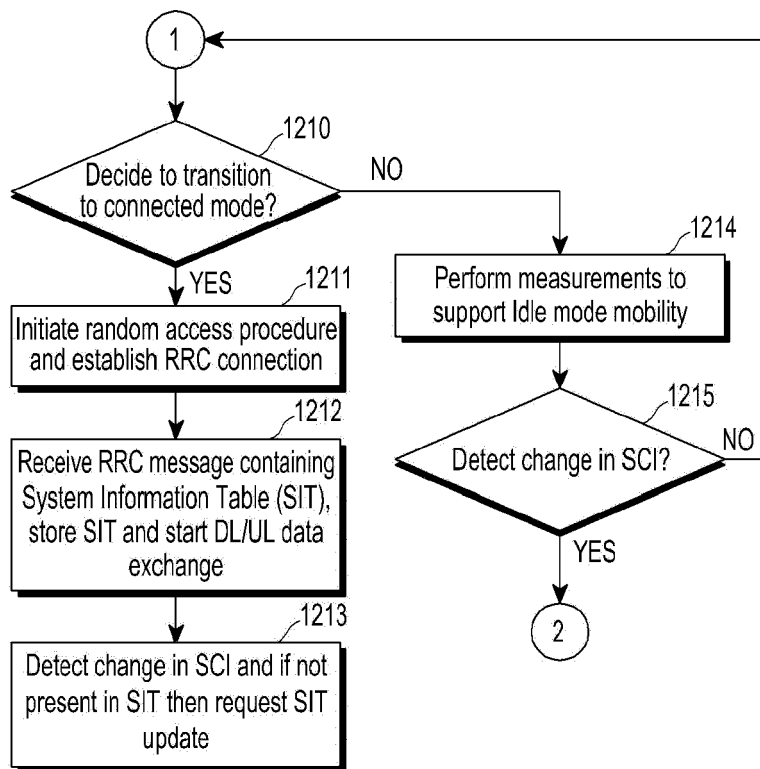 1
1210
Decide to transition
to connected mode?
NO
YES
1211
Initiate random access procedure
and establish RRC connection
1212
Receive RRC message containing
System Information Table (SIT),
store SIT and start DL/UL data
exchange
1213
Detect change in SCI and if not
present in SIT then request SIT
update
1214
Perform measurements to
support Idle mode mobility
1215
Detect change in SCI?
NO
YES
2